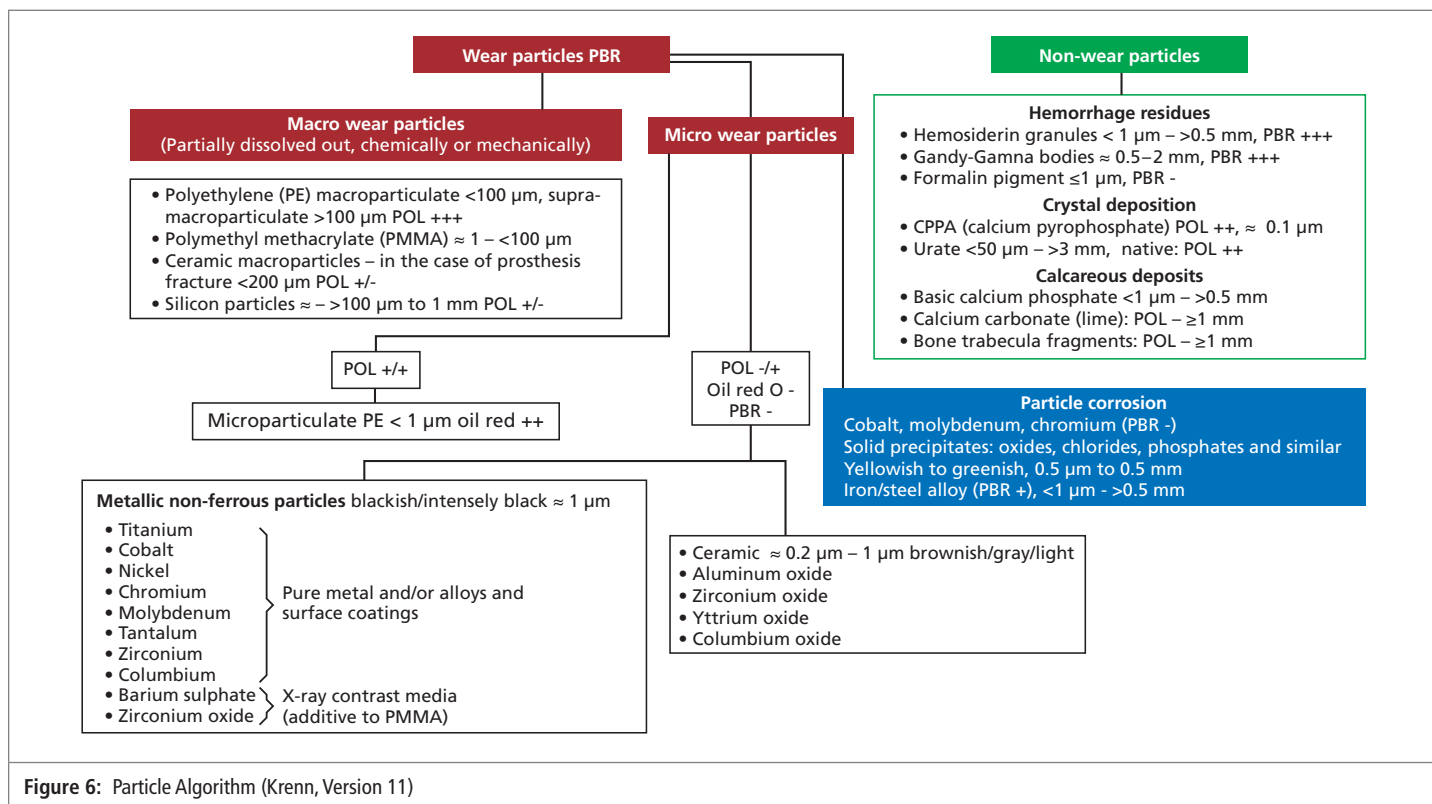 Wear particles PBR
Non-wear particles
Macro wear particles
(Partially dissolved out, chemically or mechanically)
Micro wear particles
Hemorrhage residues
• Hemosiderin granules < 1 µm – >0.5 mm, PBR +++
• Gandy-Gamna bodies ≈ 0.5–2 mm, PBR +++
• Formalin pigment ≤1 µm, PBR -
Crystal deposition
• CPPA (calcium pyrophosphate) POL ++, ≈ 0.1 µm
• Urate <50 µm – >3 mm, native: POL ++
Calcareous deposits
• Basic calcium phosphate <1 µm – >0.5 mm
• Calcium carbonate (lime): POL – ≥1 mm
• Bone trabecula fragments: POL – ≥1 mm
• Polyethylene (PE) macroparticulate <100 µm, supra-
macroparticulate >100 µm POL +++
• Polymethyl methacrylate (PMMA) ≈ 1 – <100 µm
• Ceramic macroparticles – in the case of prosthesis
fracture <200 µm POL +/-
• Silicon particles ≈ – >100 µm to 1 mm POL +/-
POL +/+
Microparticulate PE < 1 µm oil red ++
POL -/+
Oil red O -
PBR -
Particle corrosion
Cobalt, molybdenum, chromium (PBR -)
Solid precipitates: oxides, chlorides, phosphates and similar
Yellowish to greenish, 0.5 µm to 0.5 mm
Iron/steel alloy (PBR +), <1 µm - >0.5 mm
Metallic non-ferrous particles blackish/intensely black ≈ 1 µm
• Titanium
• Cobalt
• Nickel
• Chromium
• Molybdenum
• Tantalum
• Zirconium
• Columbium
Pure metal and/or alloys and
surface coatings
• Barium sulphate
• Zirconium oxide
X-ray contrast media
(additive to PMMA)
• Ceramic ≈ 0.2 µm – 1 µm brownish/gray/light
• Aluminum oxide
• Zirconium oxide
• Yttrium oxide
• Columbium oxide
Figure 6: Particle Algorithm (Krenn, Version 11)